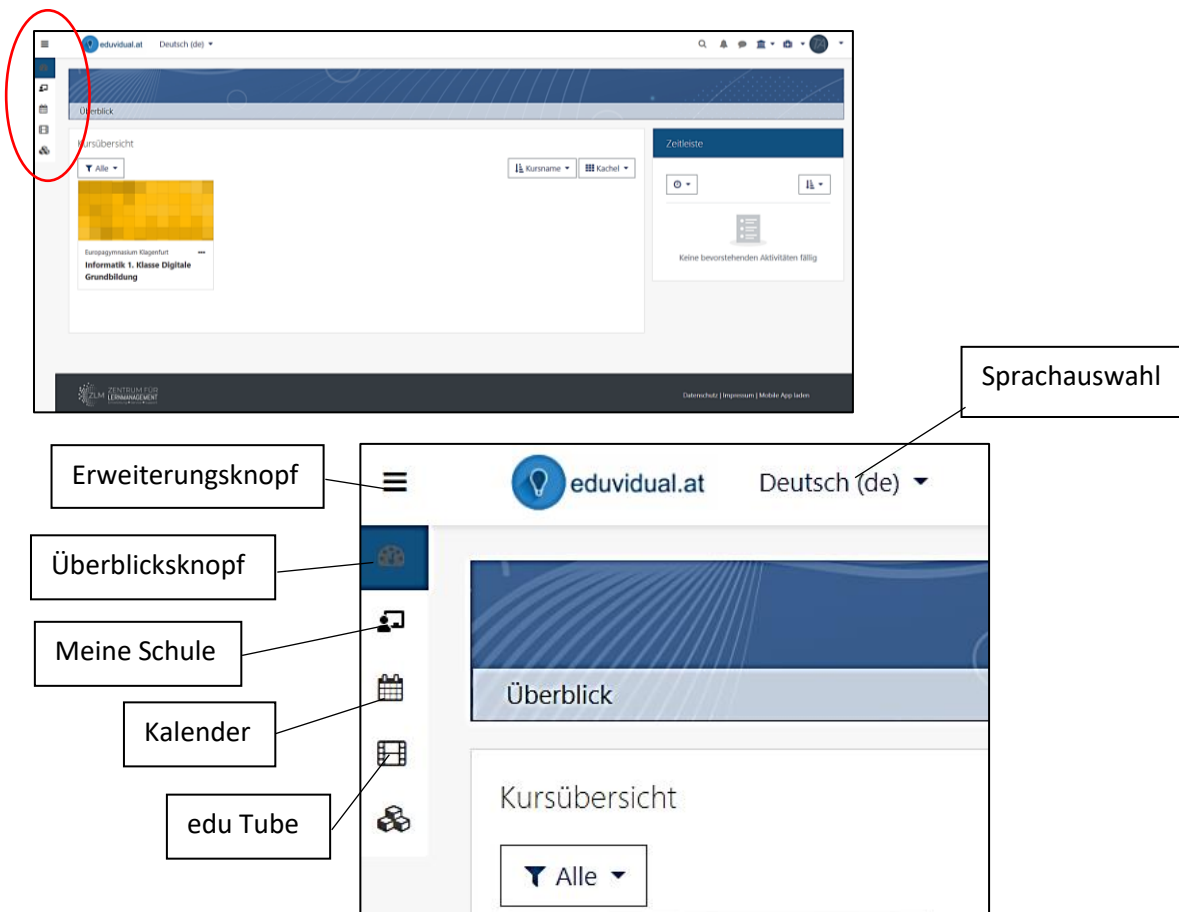 eduvidual.at Deutsch (de)
Überblick
Kursübersicht
Alle
Kursname
Kachel
Europagymnasium Klagenfurt
Informatik 1. Klasse Digitale
Grundbildung
Zeitleiste
Keine bevorstehenden Aktivitäten fällig
ZLM ZENTRUM FÜR
LERNMANAGEMENT
Datenschutz | Impressum | Mobile App laden
Sprachauswahl
Erweiterungsknopf
eduvidual.at Deutsch (de)
Überblicksknopf
Meine Schule
Überblick
Kalender
Kursübersicht
edu Tube
Alle